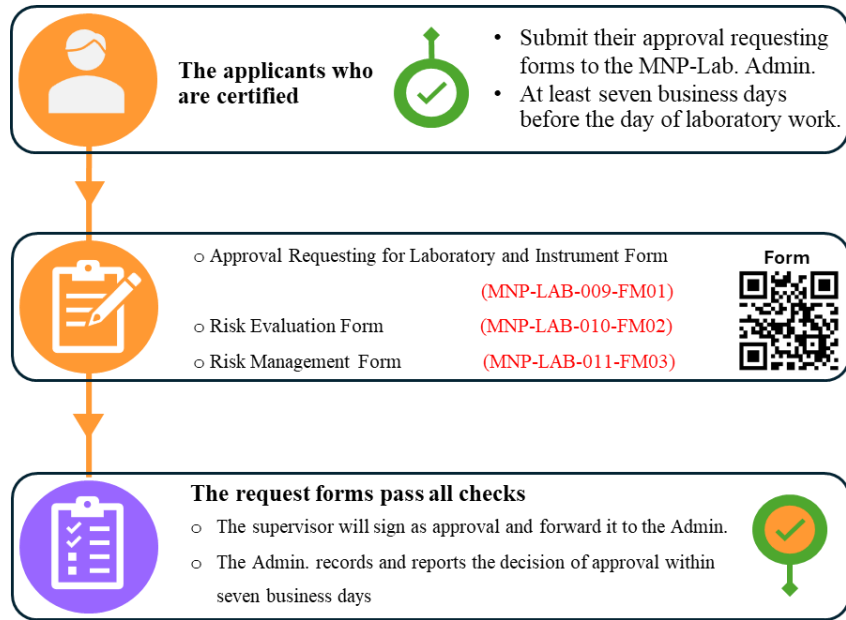 The applicants who
are certified
• Submit their approval requesting
forms to the MNP-Lab. Admin.
• At least seven business days
before the day of laboratory work.
o Approval Requesting for Laboratory and Instrument Form
(MNP-LAB-009-FM01)
o Risk Evaluation Form (MNP-LAB-010-FM02)
o Risk Management Form (MNP-LAB-011-FM03)
Form
The request forms pass all checks
o The supervisor will sign as approval and forward it to the Admin.
o The Admin. records and reports the decision of approval within
seven business days